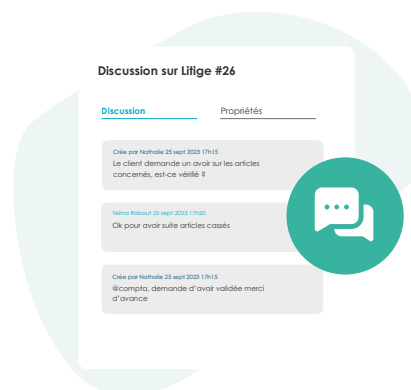 Discussion sur Litige #26
Discussion Propriétés
Crée par Nathalie 25 sept 2023 17h15
Le client demande un avoir sur les articles
concernés, est-ce vérifié ?
Néma Rabaut 25 sept 2023 17h20
Ok pour avoir suite articles cassés
Crée par Nathalie 25 sept 2023 17h15
@compta, demande d'avoir validée merci
d'avance